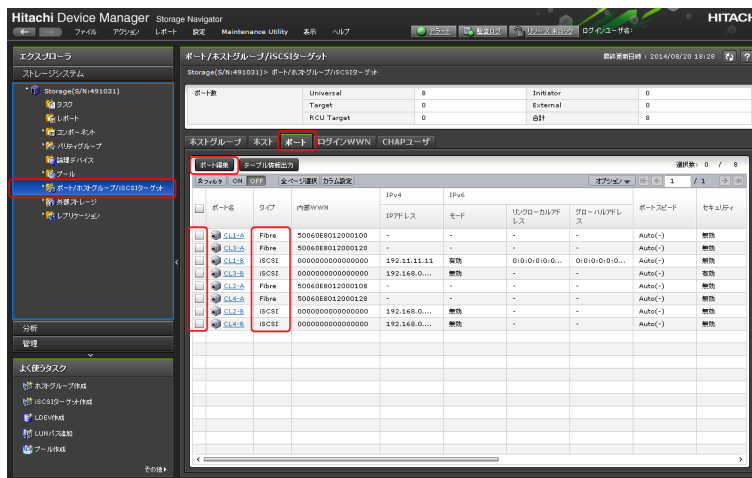 Hitachi Device Manager Storage Navigator
HITACHI
ファイル アクション レポート 設定 Maintenance Utility 表示 ヘルプ
アラート 監査ログ リソースロック ログインユーザ名:
エクスプローラ
ストレージシステム
Storage(S/N:491031)
タスク
レポート
コンポーネント
パリティグループ
論理デバイス
プール
ポート/ホストグループ/iSCSIターゲット
外部ストレージ
レプリケーション
分析
管理
よく使うタスク
ホストグループ作成
iSCSIターゲット作成
LDEV作成
LUNパス追加
プール作成
その他
ポート/ホストグループ/iSCSIターゲット
最終更新日時 : 2014/08/20 18:28
Storage(S/N:491031)> ポート/ホストグループ/iSCSIターゲット
ポート数 Universal 8 Initiator 0
Target 0 External 0
RCU Target 0 合計 8
ホストグループ ホスト ポート ログインWWN CHAPユーザ
ポート編集 テーブル情報出力 選択数: 0 / 8
フィルタ ON OFF 全ページ選択 カラム設定 オプション 1 / 1
IPv4 IPv6
ポート名 タイプ 内部WWN IPアドレス モード リンクローカルアドレス グローバルアドレス ポートスピード セキュリティ
CL1-A Fibre 50060E8012000100 - - - - Auto(-) 無効
CL3-A Fibre 50060E8012000120 - - - - Auto(-) 無効
CL1-B iSCSI 0000000000000000 192.11.11.11 有効 0:0:0:0:0:0... 0:0:0:0:0:0... Auto(-) 無効
CL3-B iSCSI 0000000000000000 192.168.0.... 無効 - - Auto(-) 有効
CL2-A Fibre 50060E8012000108 - - - - Auto(-) 無効
CL4-A Fibre 50060E8012000128 - - - - Auto(-) 無効
CL2-B iSCSI 0000000000000000 192.168.0.... 無効 - - Auto(-) 無効
CL4-B iSCSI 0000000000000000 192.168.0.... 無効 - - Auto(-) 無効